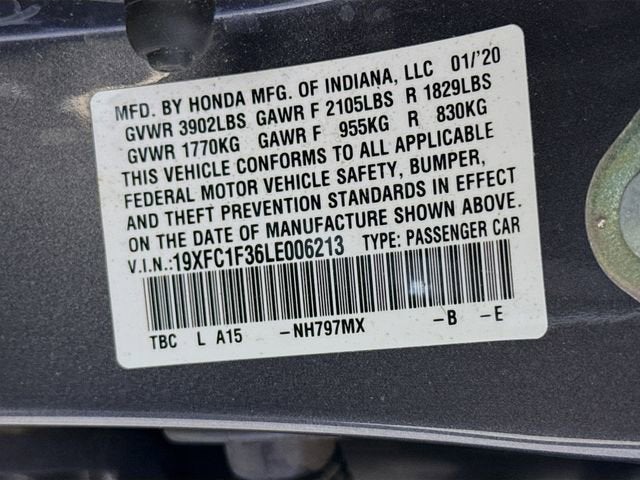 MFD. BY HONDA MFG. OF INDIANA, LLC 01/'20
GVWR 3902LBS GAWR F 2105LBS R 1829LBS
GVWR 1770KG GAWR F 955KG R 830KG
THIS VEHICLE CONFORMS TO ALL APPLICABLE
FEDERAL MOTOR VEHICLE SAFETY, BUMPER,
AND THEFT PREVENTION STANDARDS IN EFFECT
ON THE DATE OF MANUFACTURE SHOWN ABOVE.
V.I.N.:19XFC1F36LE006213 TYPE: PASSENGER CAR
TBC L A15 -NH797MX -B -E